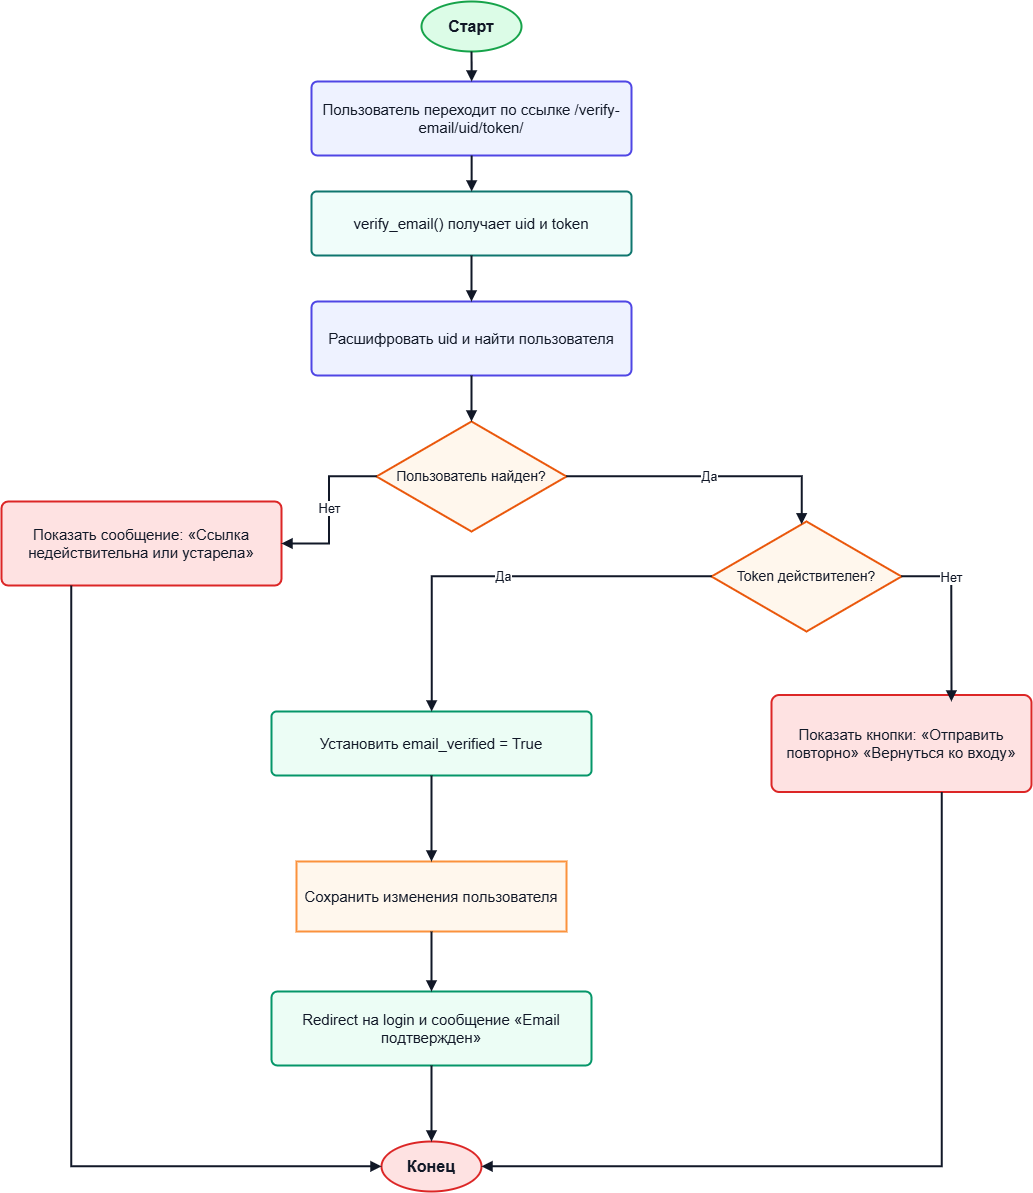 Старт
Пользователь переходит по ссылке /verify-
email/uid/token/
verify_email() получает uid и token
Расшифровать uid и найти пользователя
Пользователь найден?
Да
Нет
Показать сообщение: «Ссылка
недействительна или устарела»
Token действителен?
Да
Нет
Установить email_verified = True
Показать кнопки: «Отправить
повторно» «Вернуться ко входу»
Сохранить изменения пользователя
Redirect на login и сообщение «Email
подтвержден»
Конец